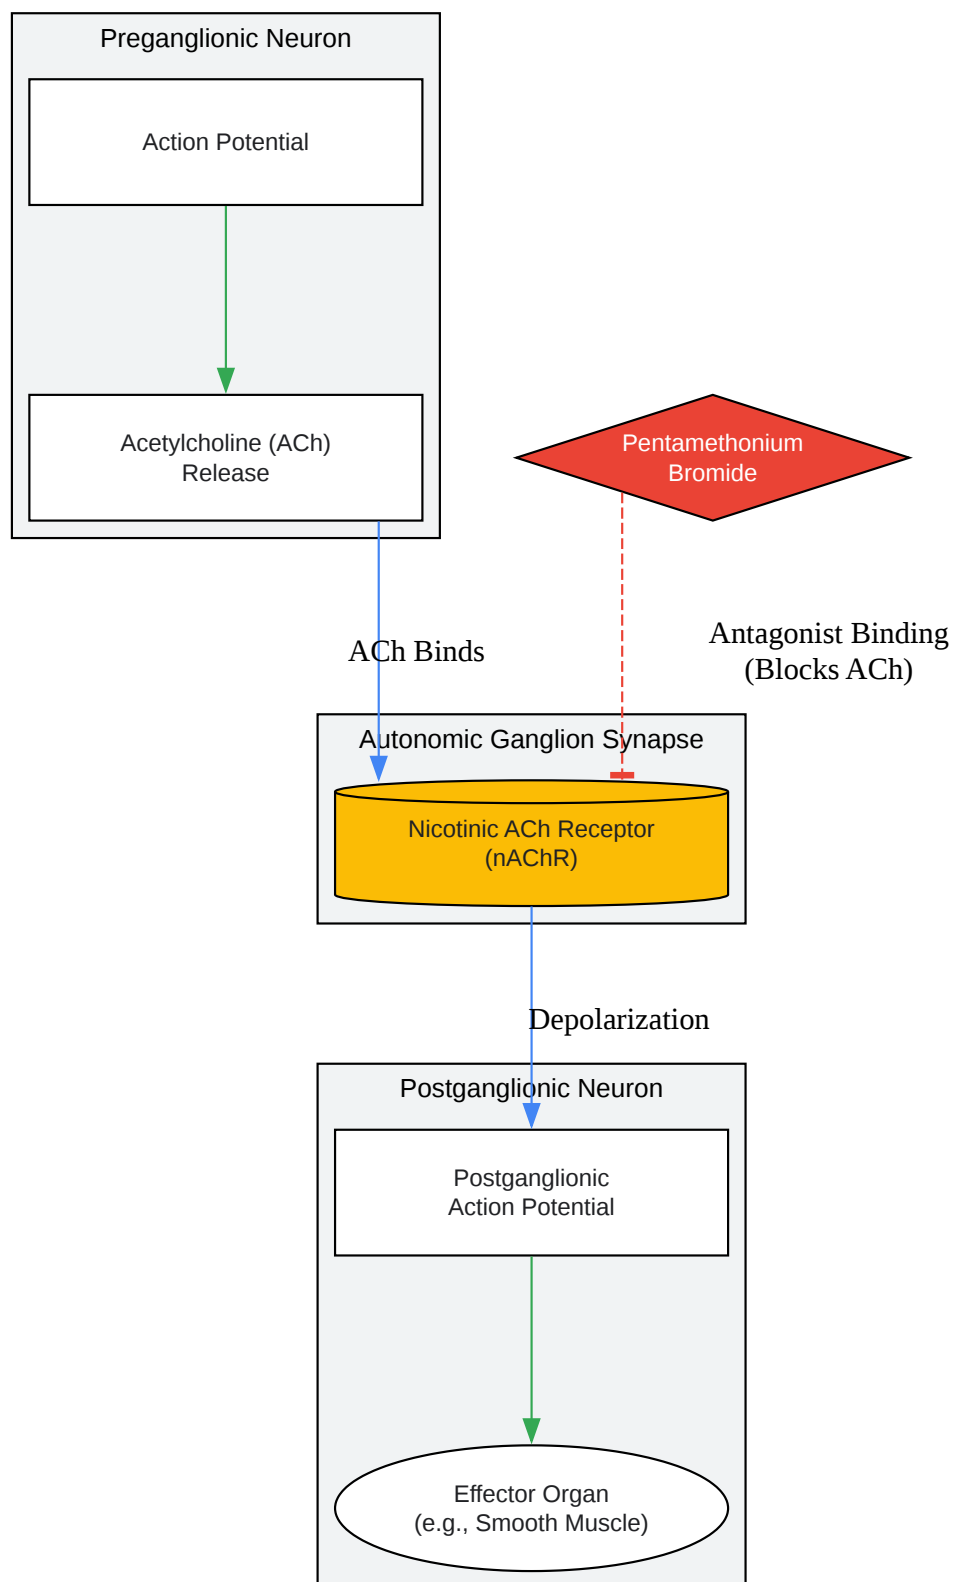 Preganglionic Neuron
Action Potential
Acetylcholine (ACh)
Release
Pentamethonium
Bromide
ACh Binds
Antagonist Binding
(Blocks ACh)
Autonomic Ganglion Synapse
Nicotinic ACh Receptor
(nAChR)
Depolarization
Postganglionic Neuron
Postganglionic
Action Potential
Effector Organ
(e.g., Smooth Muscle)